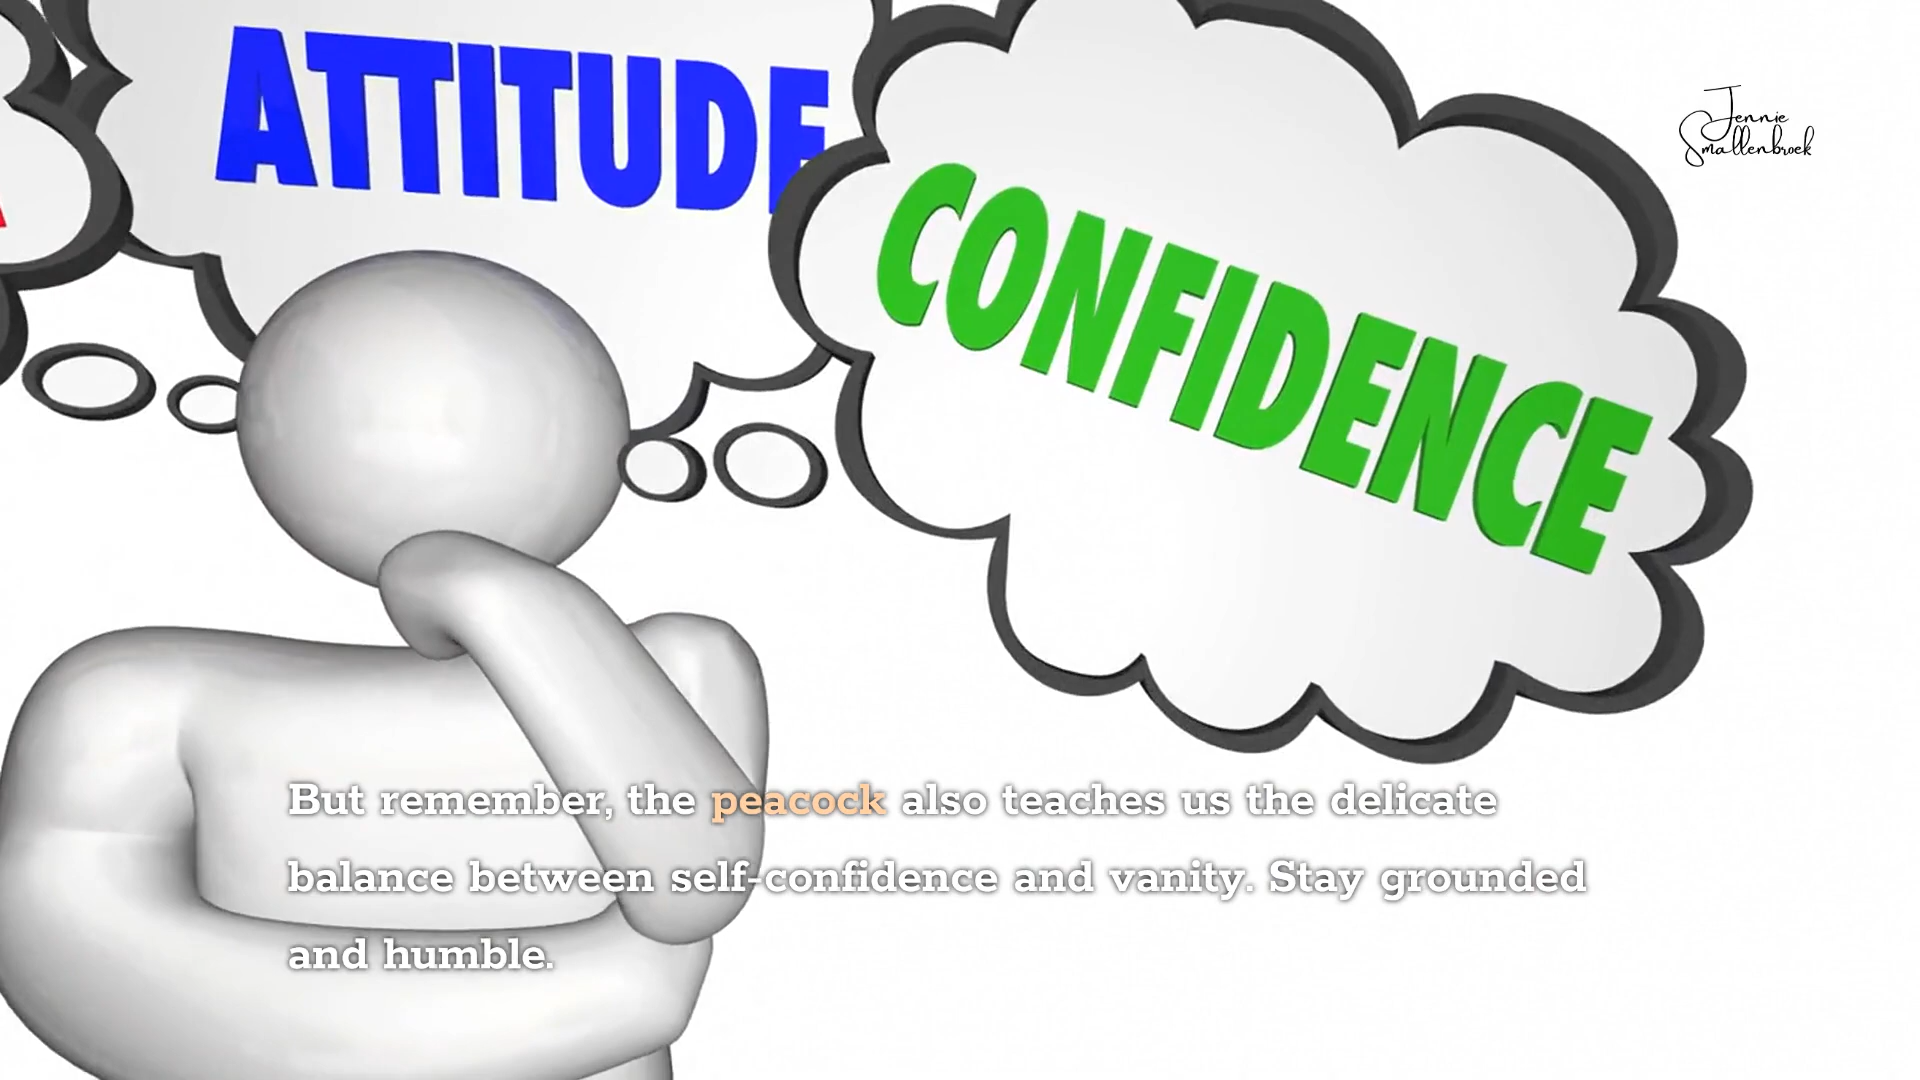 ATTITUDE
CONFIDENCE
Jennie
Smallenbroek
But remember, the peacock also teaches us the delicate
balance between self-confidence and vanity. Stay grounded
and humble.